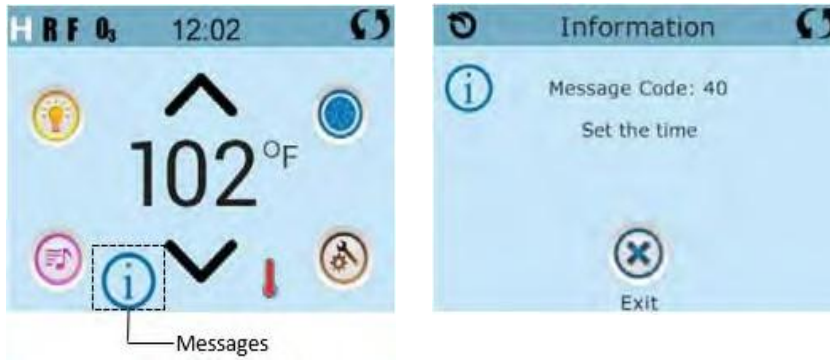 H R F O₃ 12:02
102°F
i
Messages
Information
i
Message Code: 40
Set the time
Exit